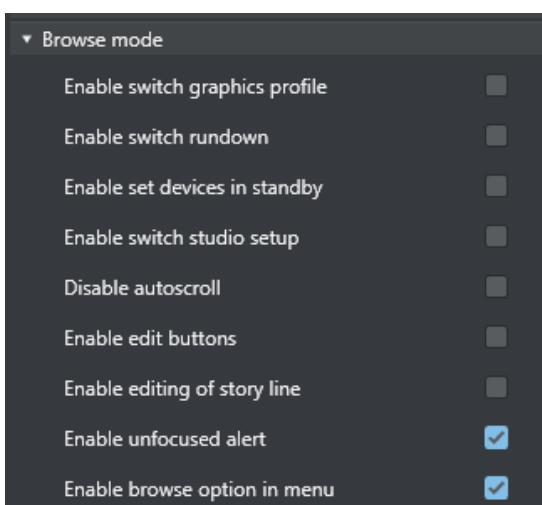 Browse mode
Enable switch graphics profile
Enable switch rundown
Enable set devices in standby
Enable switch studio setup
Disable autoscroll
Enable edit buttons
Enable editing of story line
Enable unfocused alert
Enable browse option in menu